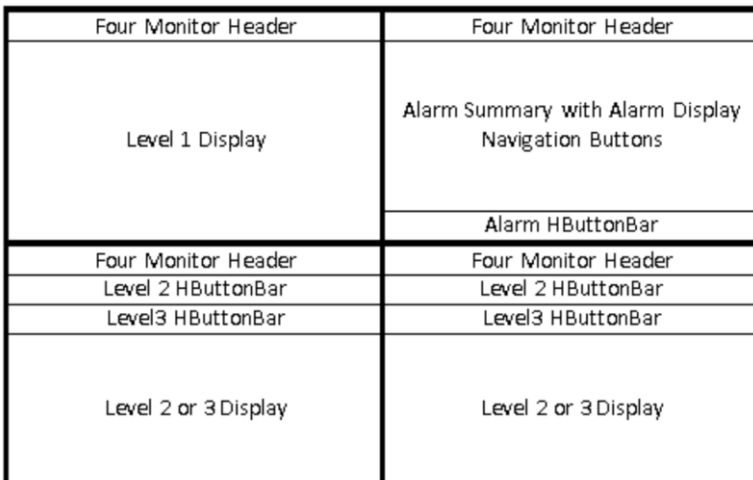 Four Monitor Header
Level 1 Display
Four Monitor Header
Alarm Summary with Alarm Display
Navigation Buttons
Alarm HButtonBar
Four Monitor Header
Level 2 HButtonBar
Level3 HButtonBar
Level 2 or 3 Display
Four Monitor Header
Level 2 HButtonBar
Level3 HButtonBar
Level 2 or 3 Display